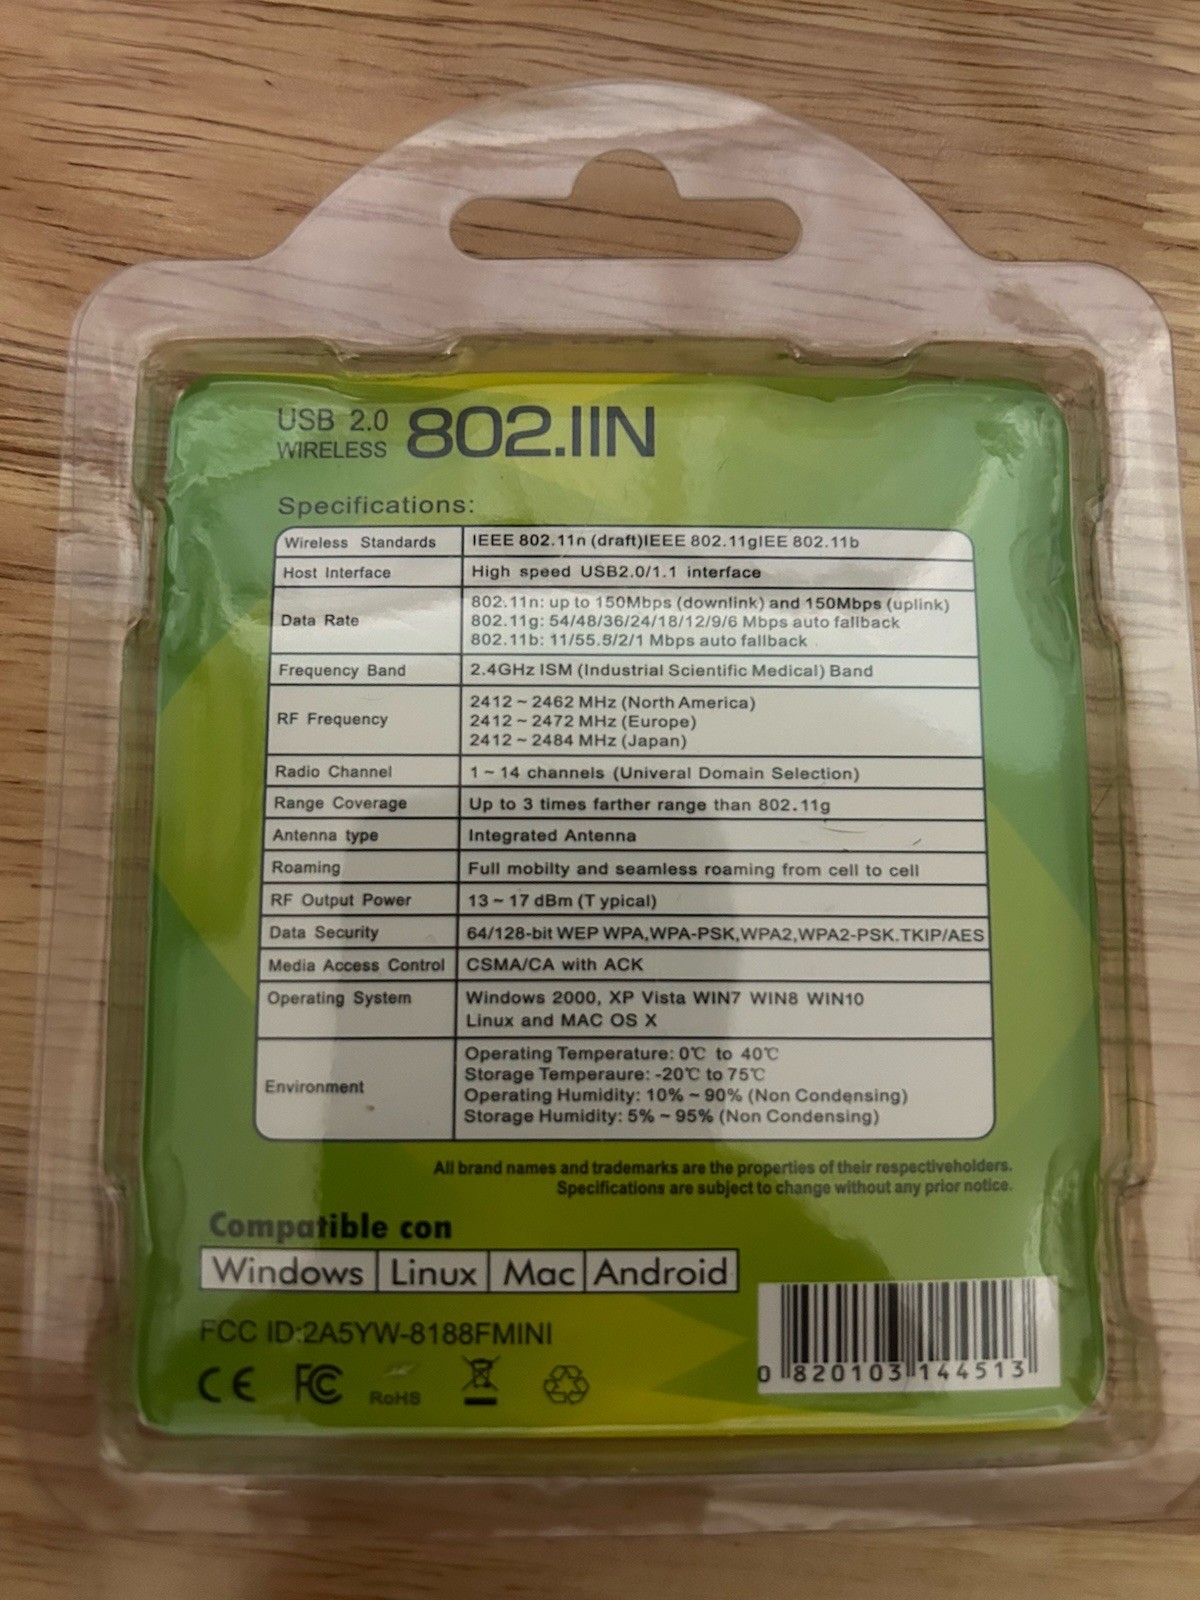 USB 2.0
WIRELESS
802.11N
Specifications:
Wireless Standards IEEE 802.11n (draft)IEEE 802.11gIEE 802.11b
Host Interface High speed USB2.0/1.1 interface
Data Rate
802.11n: up to 150Mbps (downlink) and 150Mbps (uplink)
802.11g: 54/48/36/24/18/12/9/6 Mbps auto fallback
802.11b: 11/55.5/2/1 Mbps auto fallback
Frequency Band 2.4GHz ISM (Industrial Scientific Medical) Band
RF Frequency
2412 ~ 2462 MHz (North America)
2412 ~ 2472 MHz (Europe)
2412 ~ 2484 MHz (Japan)
Radio Channel 1 ~ 14 channels (Univeral Domain Selection)
Range Coverage Up to 3 times farther range than 802.11g
Antenna type Integrated Antenna
Roaming Full mobilty and seamless roaming from cell to cell
RF Output Power 13 ~ 17 dBm (T ypical)
Data Security 64/128-bit WEP WPA,WPA-PSK,WPA2,WPA2-PSK.TKIP/AES
Media Access Control CSMA/CA with ACK
Operating System Windows 2000, XP Vista WIN7 WIN8 WIN10
Linux and MAC OS X
Environment
Operating Temperature: 0℃ to 40℃
Storage Temperaure: -20℃ to 75℃
Operating Humidity: 10% ~ 90% (Non Condensing)
Storage Humidity: 5% ~ 95% (Non Condensing)
All brand names and trademarks are the properties of their respectiveholders.
Specifications are subject to change without any prior notice.
Compatible con
Windows Linux Mac Android
FCC ID:2A5YW-8188FMINI
CE FC RoHS
0 820103 144513